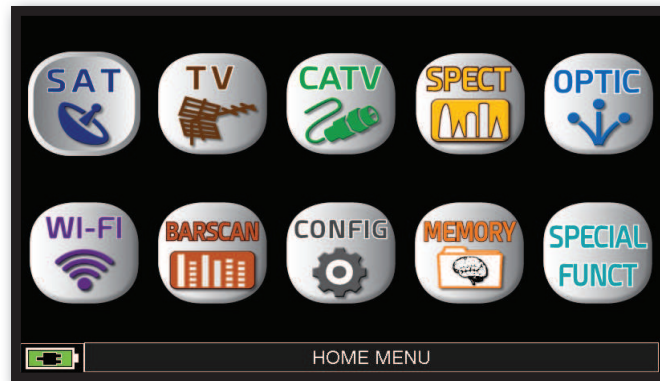 SAT
TV
CATV
SPECT
OPTIC
WI-FI
BARSCAN
CONFIG
MEMORY
SPECIAL
FUNCT
HOME MENU